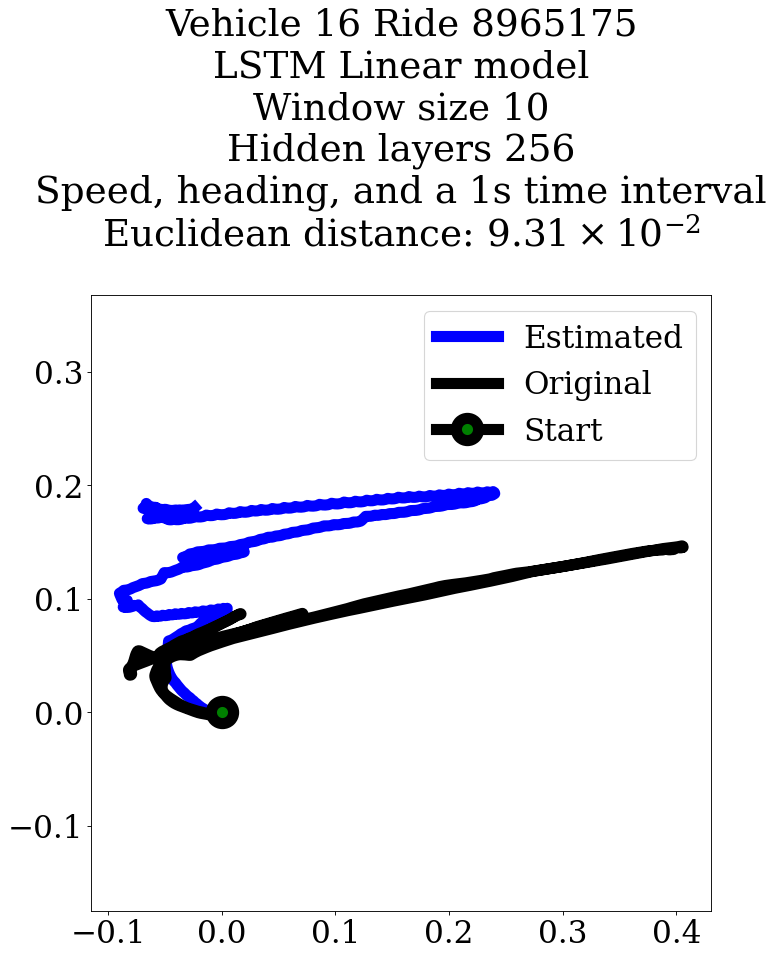 Vehicle 16 Ride 8965175
LSTM Linear model
Window size 10
Hidden layers 256
Speed, heading, and a 1s time interval
Euclidean distance: 9.31 × 10⁻²
Estimated
Original
Start
0.3
0.2
0.1
0.0
−0.1
−0.1 0.0 0.1 0.2 0.3 0.4